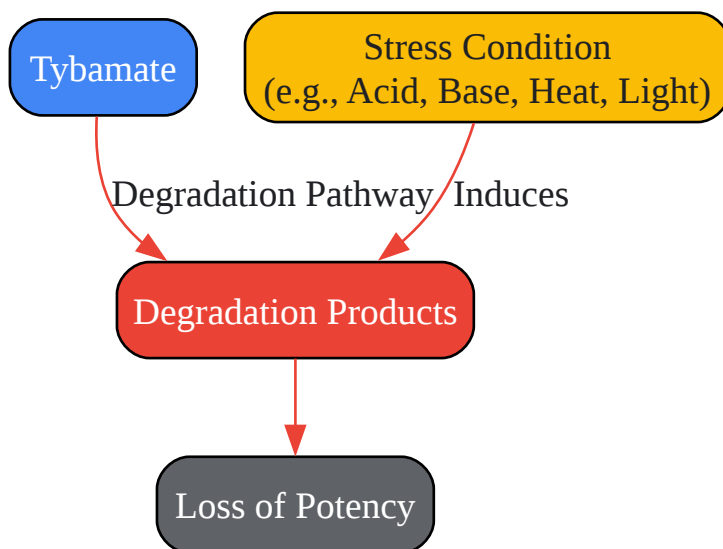 Tybamate
Stress Condition
(e.g., Acid, Base, Heat, Light)
Degradation Pathway
Induces
Degradation Products
Loss of Potency